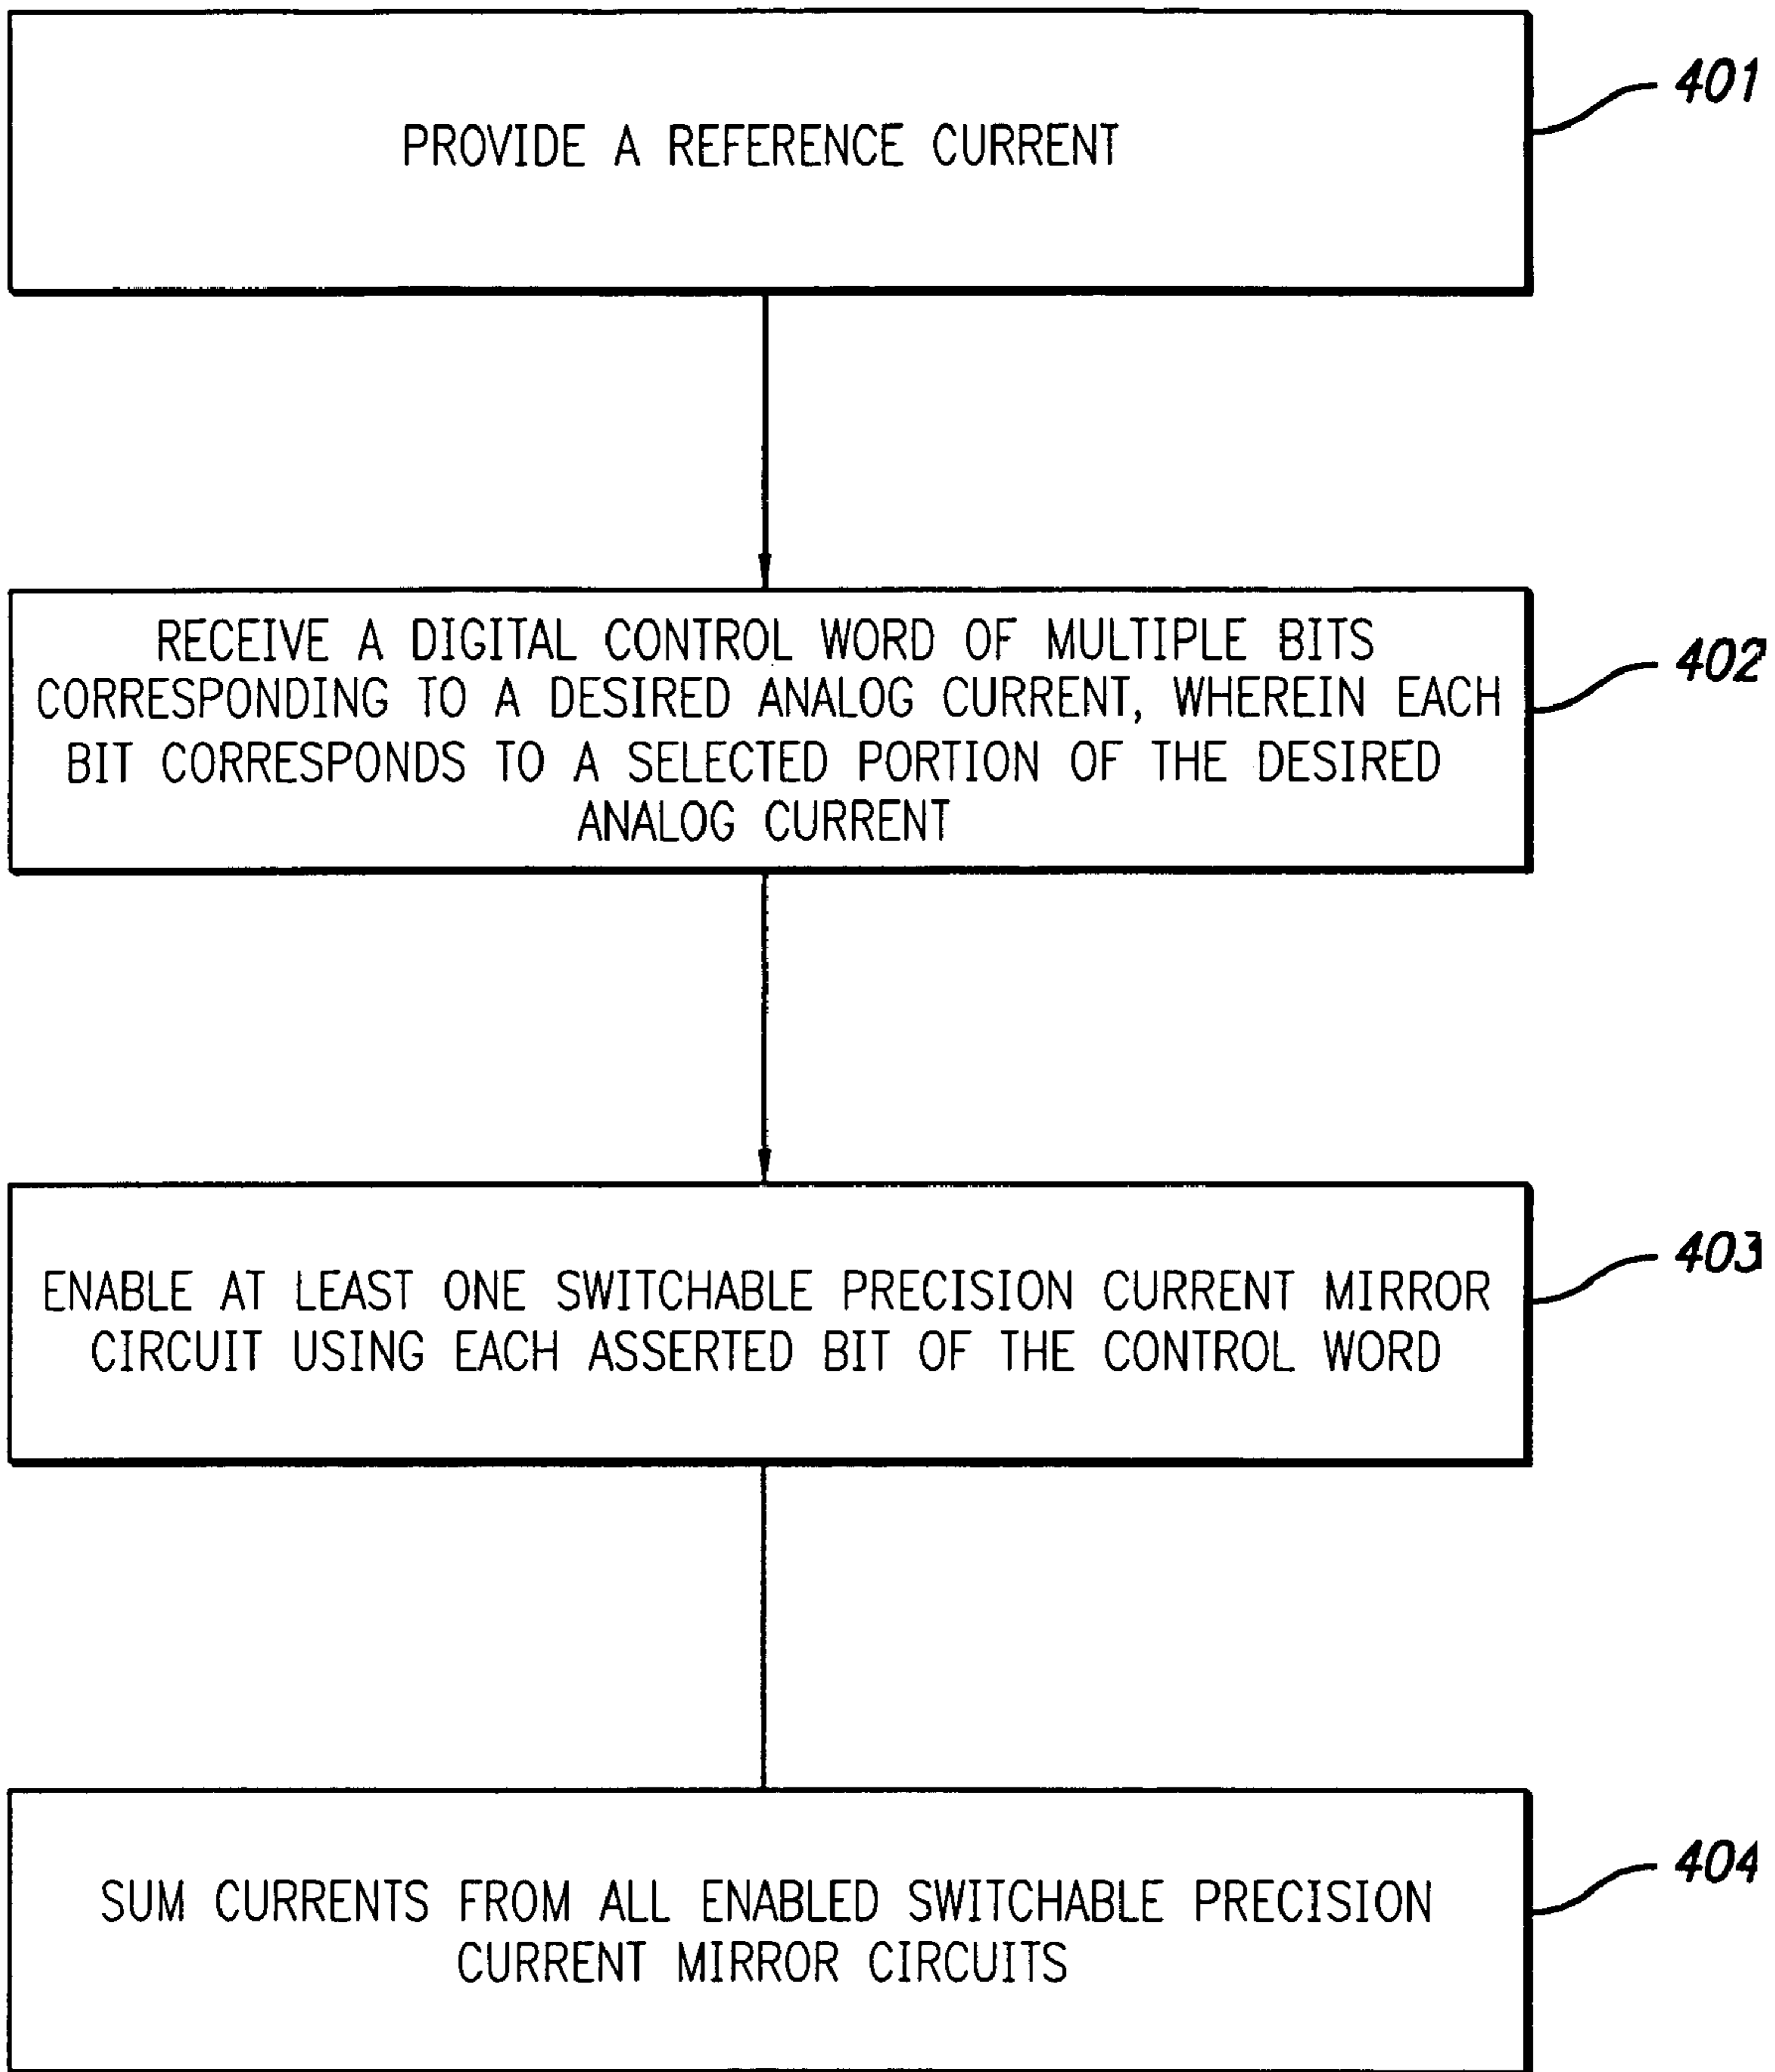 PROVIDE A REFERENCE CURRENT
401
RECEIVE A DIGITAL CONTROL WORD OF MULTIPLE BITS
CORRESPONDING TO A DESIRED ANALOG CURRENT, WHEREIN EACH
BIT CORRESPONDS TO A SELECTED PORTION OF THE DESIRED
ANALOG CURRENT
402
ENABLE AT LEAST ONE SWITCHABLE PRECISION CURRENT MIRROR
CIRCUIT USING EACH ASSERTED BIT OF THE CONTROL WORD
403
SUM CURRENTS FROM ALL ENABLED SWITCHABLE PRECISION
CURRENT MIRROR CIRCUITS
404